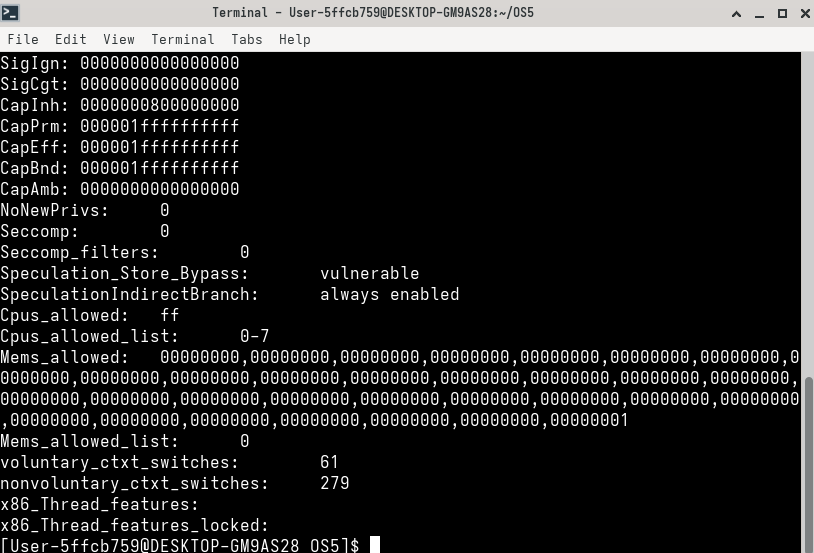 Terminal - User-5ffcb759@DESKTOP-GM9AS28:~/OS5
File Edit View Terminal Tabs Help
SigIgn: 0000000000000000
SigCgt: 0000000000000000
CapInh: 0000000800000000
CapPrm: 000001ffffffffff
CapEff: 000001ffffffffff
CapBnd: 000001ffffffffff
CapAmb: 0000000000000000
NoNewPrivs: 0
Seccomp: 0
Seccomp_filters: 0
Speculation_Store_Bypass: vulnerable
SpeculationIndirectBranch: always enabled
Cpus_allowed: ff
Cpus_allowed_list: 0-7
Mems_allowed: 00000000,00000000,00000000,00000000,00000000,00000000,00000000,0
0000000,00000000,00000000,00000000,00000000,00000000,00000000,00000000,00000000,
00000000,00000000,00000000,00000000,00000000,00000000,00000000,00000000,00000000
,00000000,00000000,00000000,00000000,00000000,00000000,00000001
Mems_allowed_list: 0
voluntary_ctxt_switches: 61
nonvoluntary_ctxt_switches: 279
x86_Thread_features:
x86_Thread_features_locked:
[User-5ffcb759@DESKTOP-GM9AS28 OS5]$